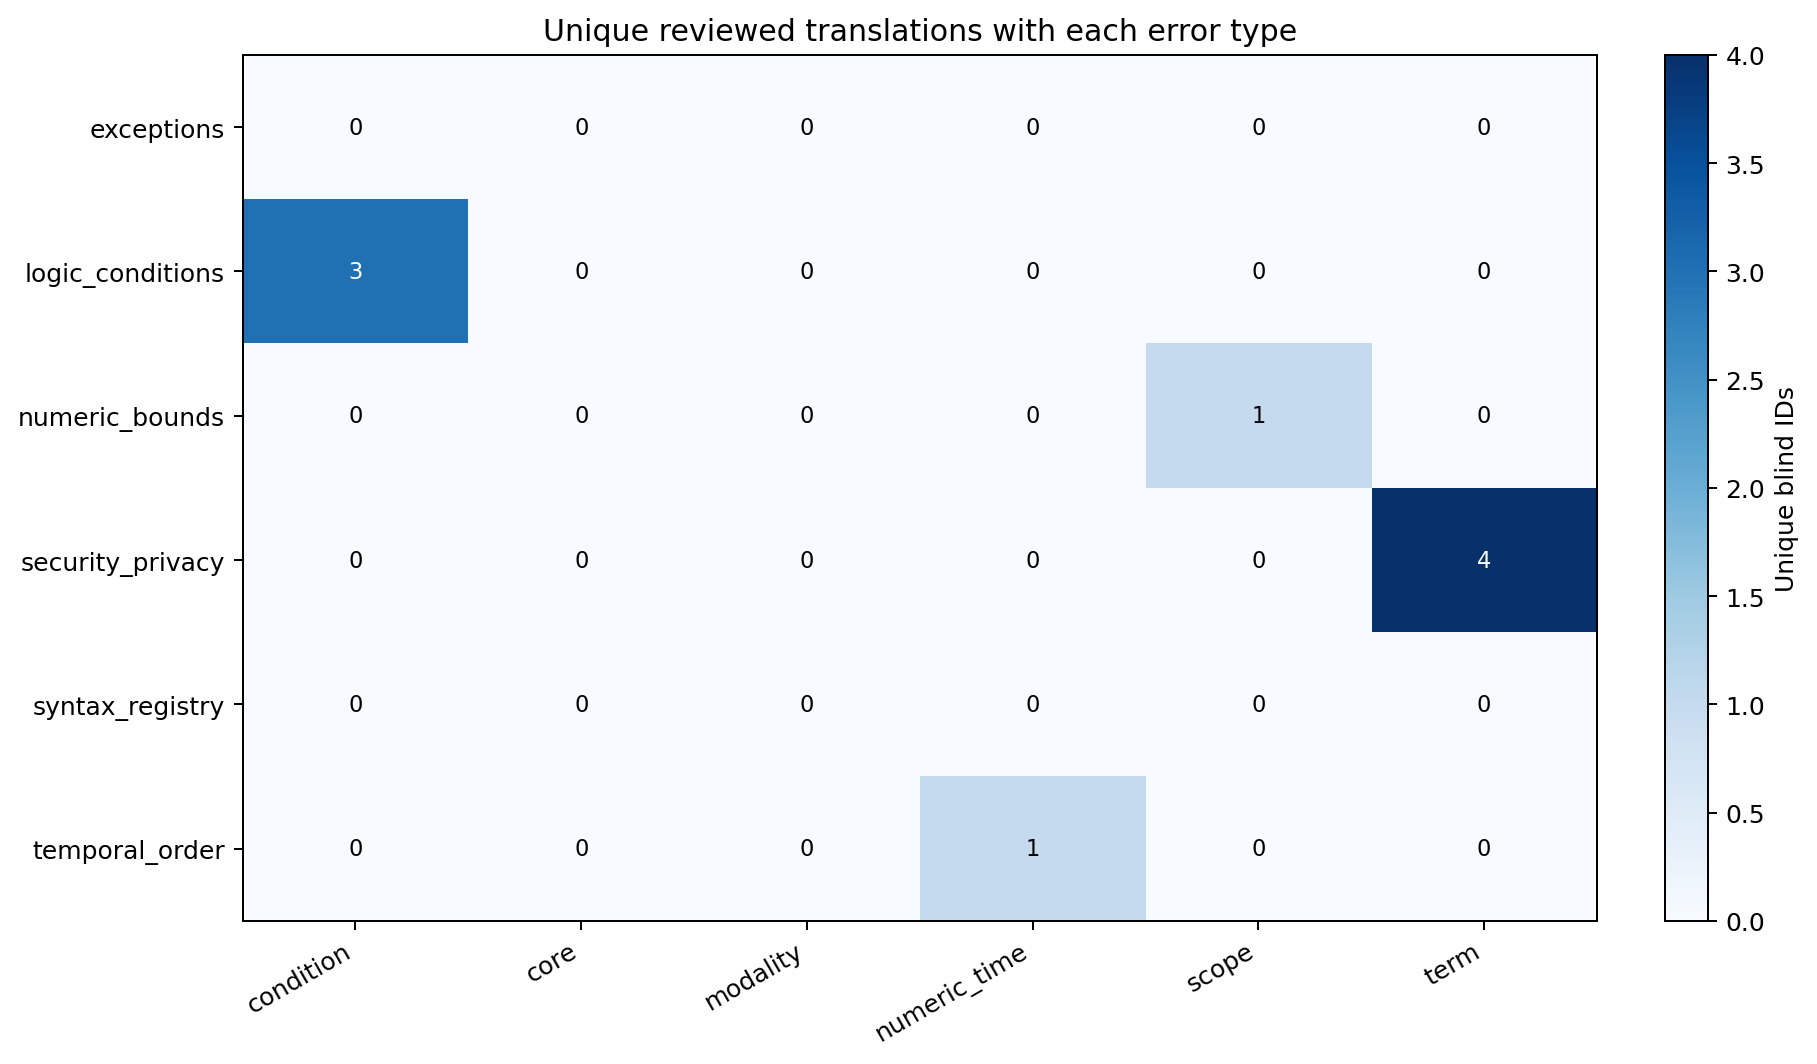 Unique reviewed translations with each error type
exceptions 0 0 0 0 0 0
logic_conditions 3 0 0 0 0 0
numeric_bounds 0 0 0 0 1 0
security_privacy 0 0 0 0 0 4
syntax_registry 0 0 0 0 0 0
temporal_order 0 0 0 1 0 0
condition core modality numeric_time scope term
4.0
3.5
3.0
2.5
2.0
1.5
1.0
0.5
0.0
Unique blind IDs